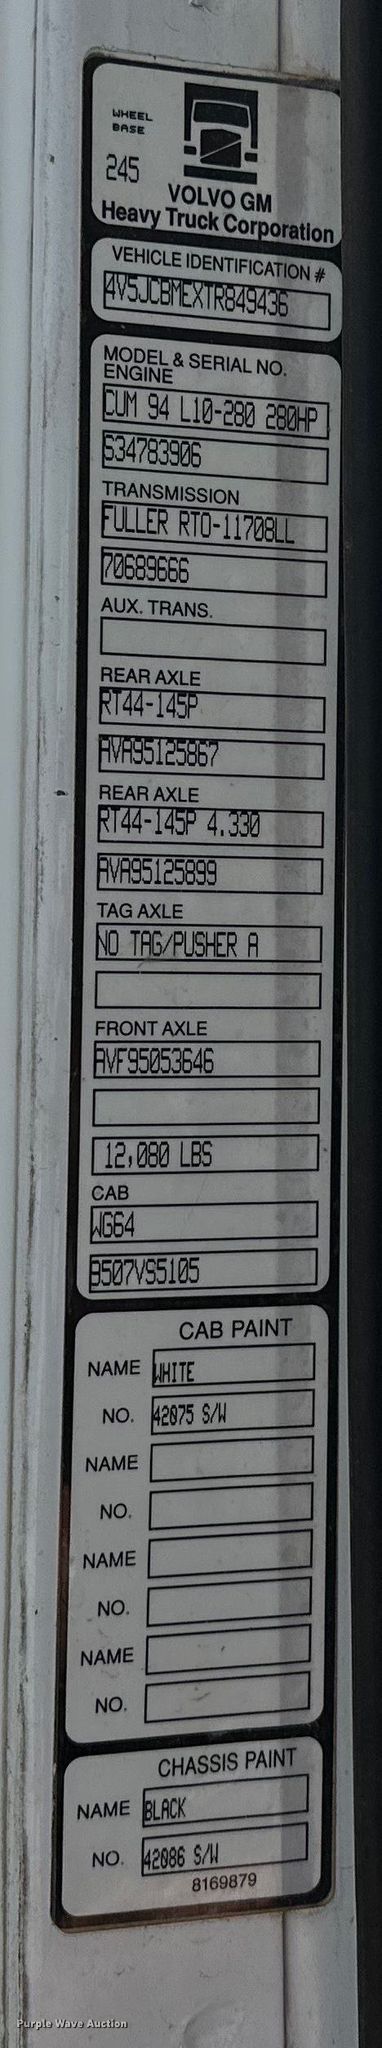 WHEEL
BASE
245
VOLVO GM
Heavy Truck Corporation
VEHICLE IDENTIFICATION #
4V5JCBMEXTR849436
MODEL & SERIAL NO.
ENGINE
CUM 94 L10-280 280HP
S34783906
TRANSMISSION
FULLER RTO-11708LL
70689666
AUX. TRANS.
REAR AXLE
RT44-145P
AVA95125867
REAR AXLE
RT44-145P 4.330
AVA95125899
TAG AXLE
NO TAG/PUSHER A
FRONT AXLE
AVF95053646
12,080 LBS
CAB
WG64
B507VS5105
CAB PAINT
NAME WHITE
NO. 42075 S/W
NAME
NO.
NAME
NO.
NAME
NO.
CHASSIS PAINT
NAME BLACK
NO. 42086 S/W
8169879
Purple Wave Auction